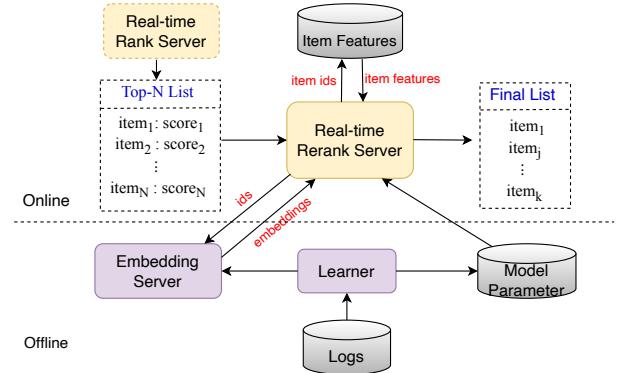 Real-time
Rank Server
Item Features
item ids
item features
Top-N List
item₁ : score₁
item₂ : score₂
⋮
itemN : scoreN
Real-time
Rerank Server
Final List
item₁
itemⱼ
⋮
itemₖ
Online
ids
embeddings
Embedding
Server
Learner
Model
Parameter
Offline
Logs